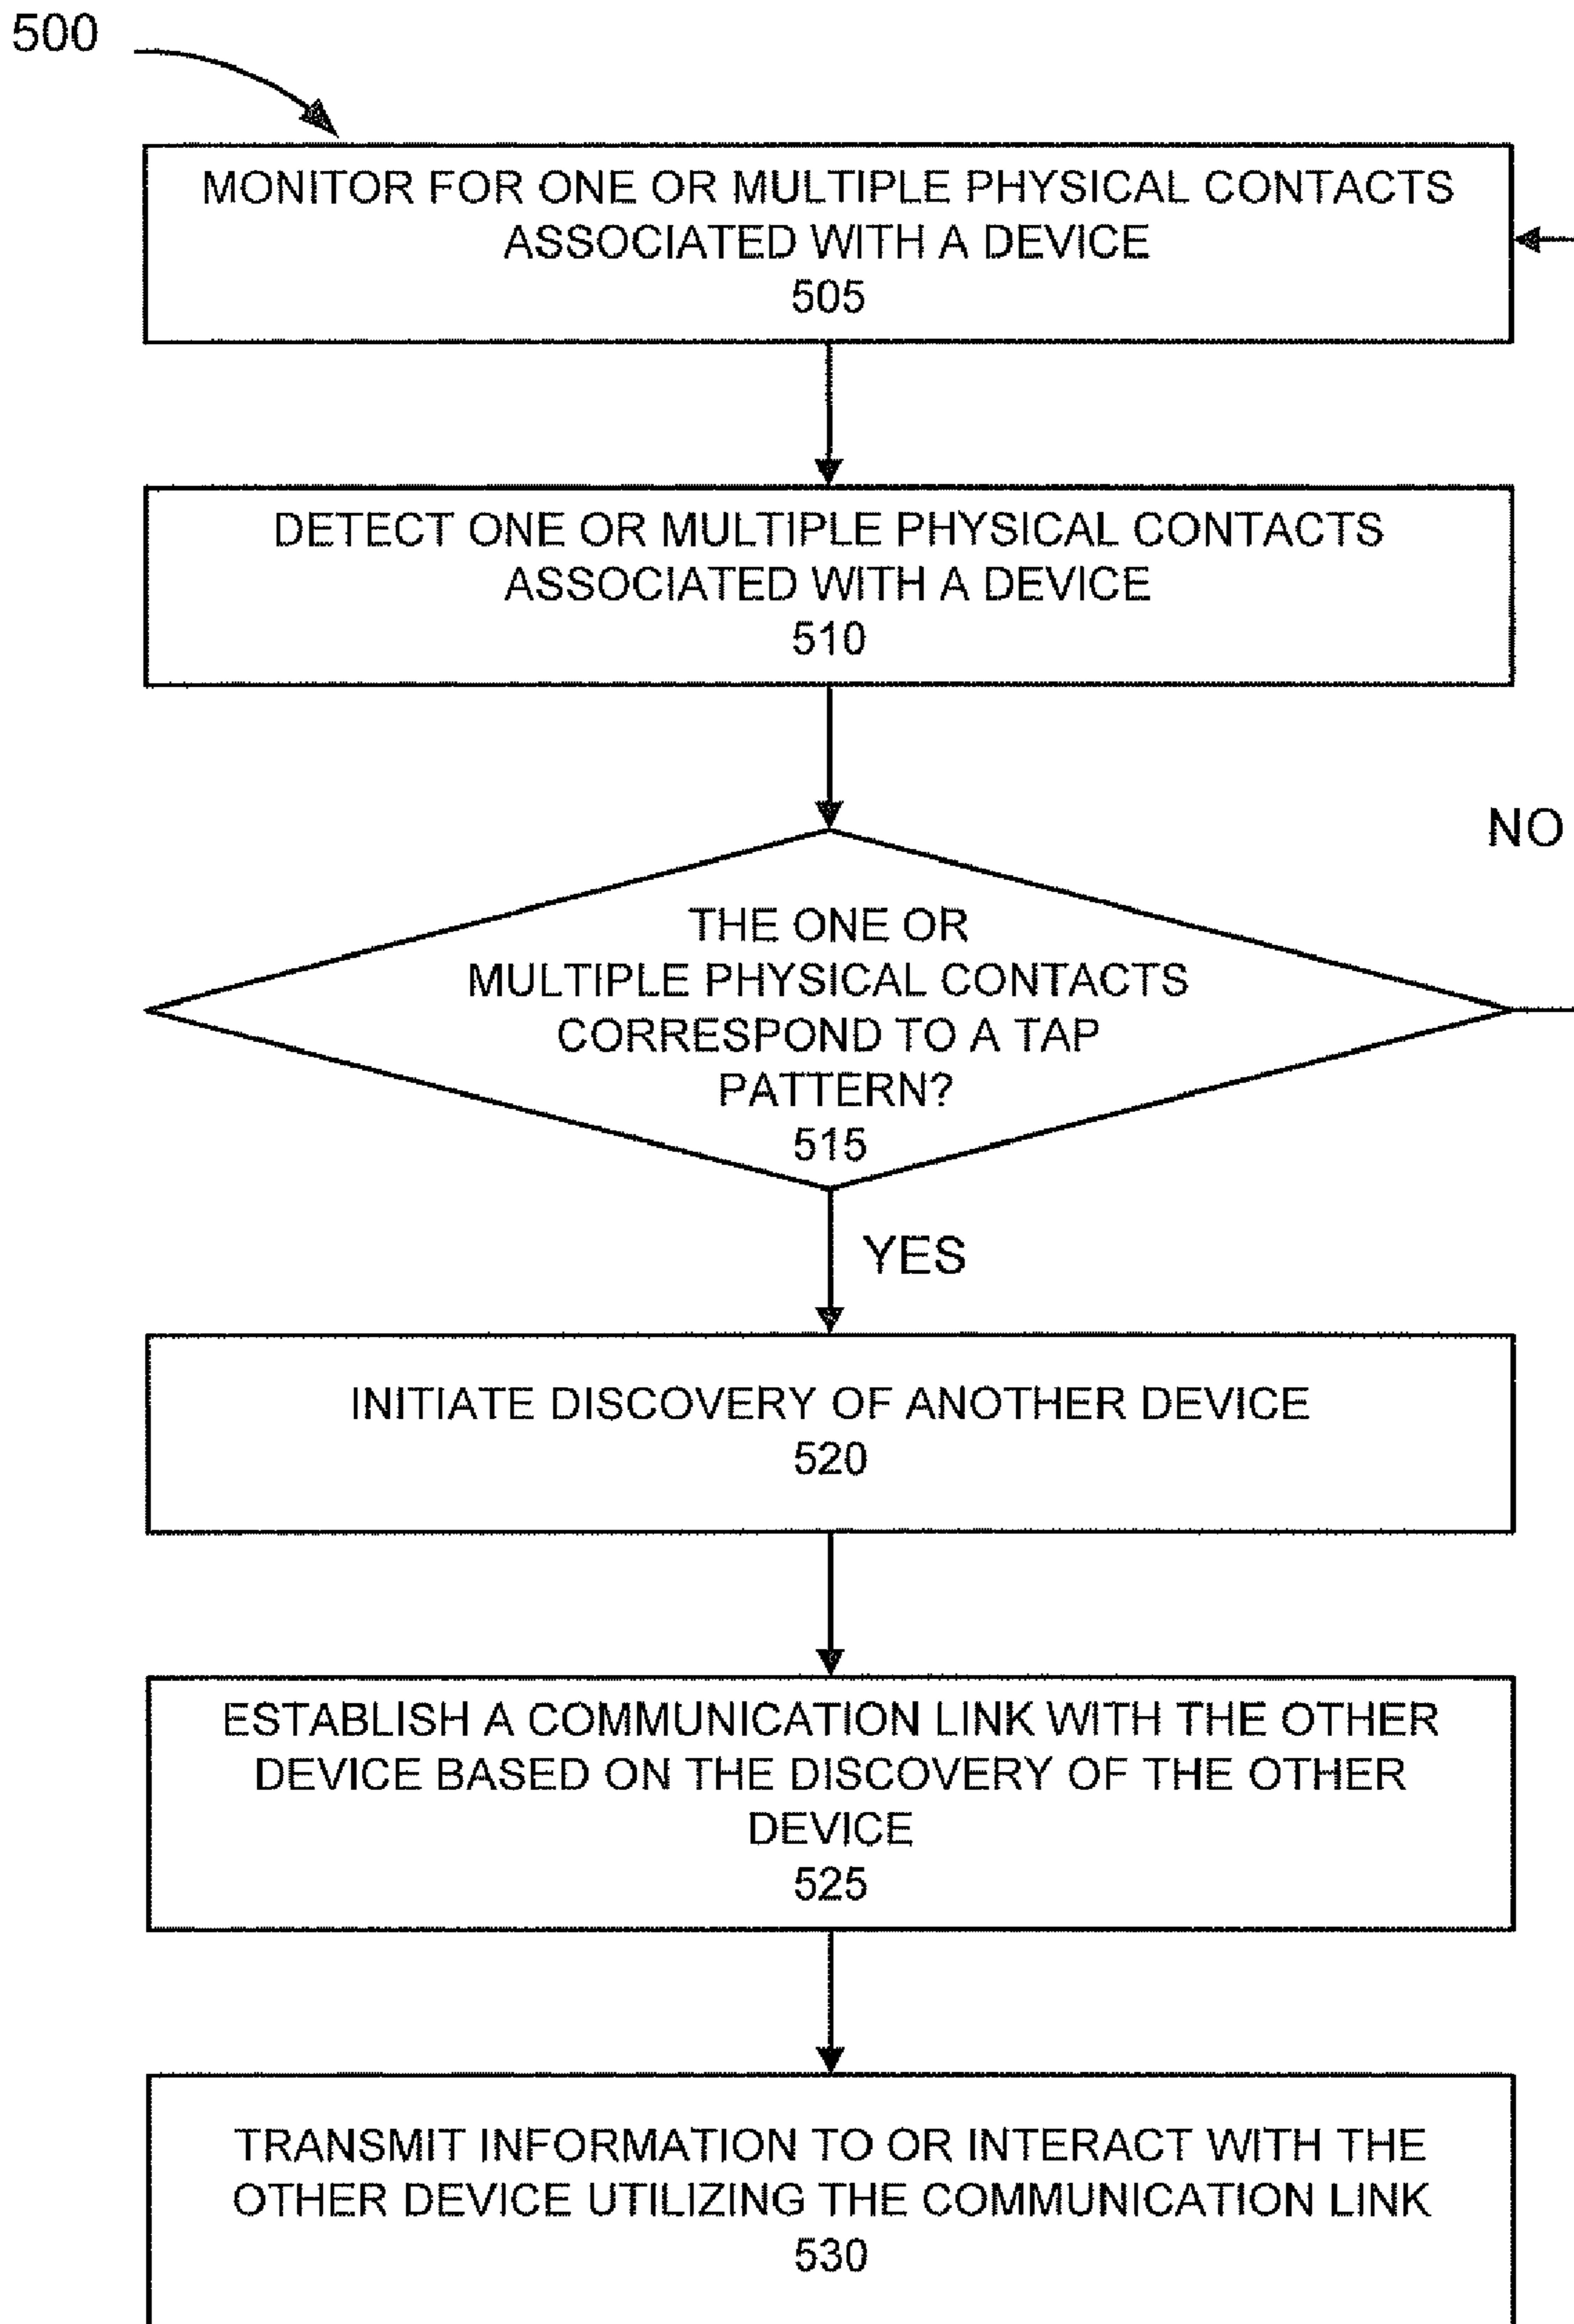 500
MONITOR FOR ONE OR MULTIPLE PHYSICAL CONTACTS
ASSOCIATED WITH A DEVICE
505
DETECT ONE OR MULTIPLE PHYSICAL CONTACTS
ASSOCIATED WITH A DEVICE
510
NO
THE ONE OR
MULTIPLE PHYSICAL CONTACTS
CORRESPOND TO A TAP
PATTERN?
515
YES
INITIATE DISCOVERY OF ANOTHER DEVICE
520
ESTABLISH A COMMUNICATION LINK WITH THE OTHER
DEVICE BASED ON THE DISCOVERY OF THE OTHER
DEVICE
525
TRANSMIT INFORMATION TO OR INTERACT WITH THE
OTHER DEVICE UTILIZING THE COMMUNICATION LINK
530